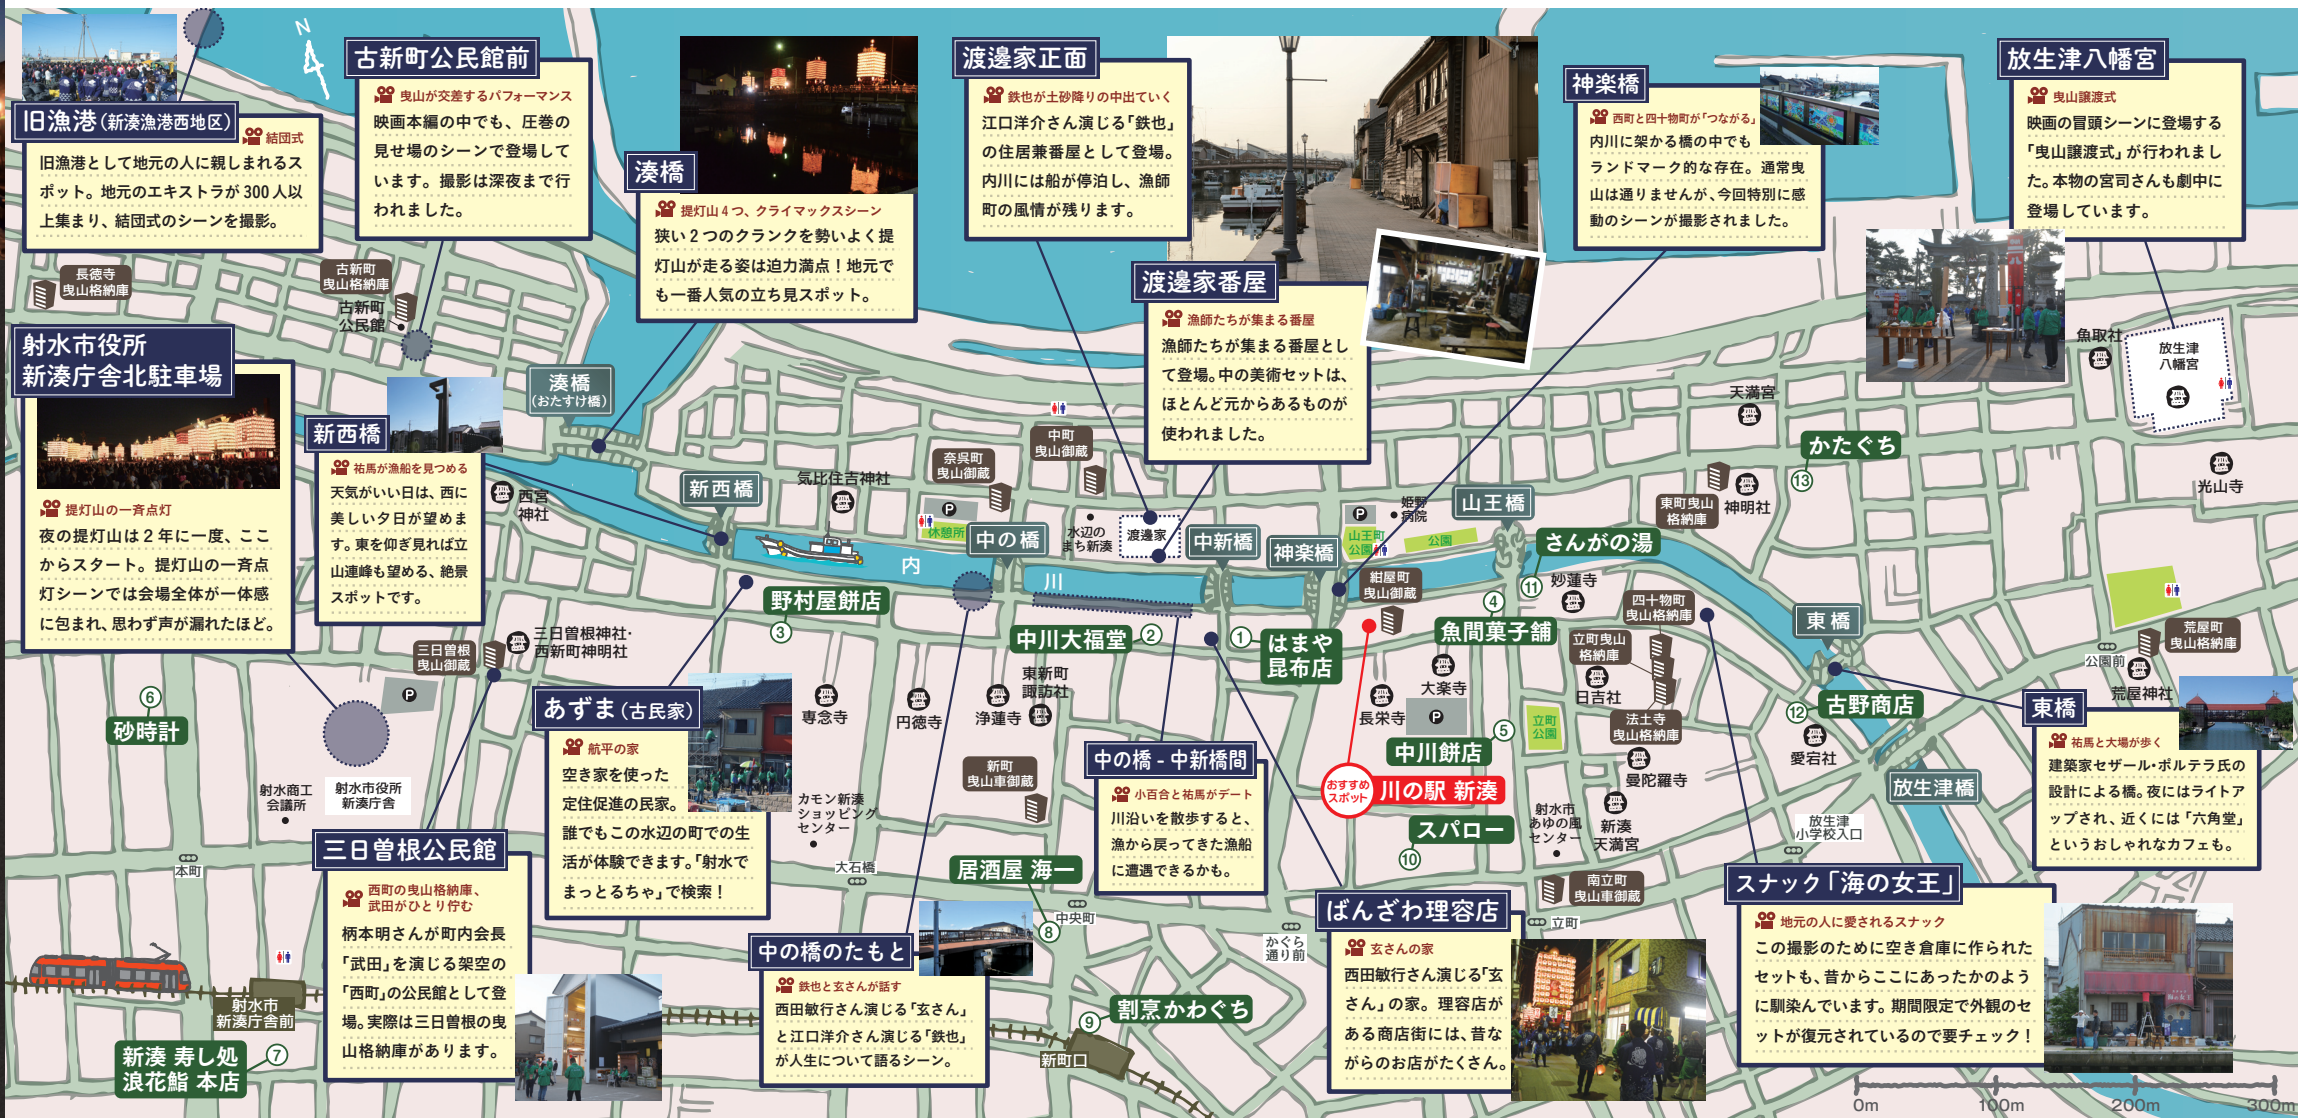 N
旧漁港（新湊漁港西地区）
結団式
旧漁港として地元の人に親しまれるス
ポット。地元のエキストラが300人以
上集まり、結団式のシーンを撮影。
古新町公民館前
曳山が交差するパフォーマンス
映画本編の中でも、圧巻の
見せ場のシーンで登場して
います。撮影は深夜まで行
われました。
湊橋
提灯山4つ、クライマックスシーン
狭い2つのクランクを勢いよく提
灯山が走る姿は迫力満点！地元で
も一番人気の立ち見スポット。
渡邊家正面
鉄也が土砂降りの中出ていく
江口洋介さん演じる「鉄也」
の住居兼番屋として登場。
内川には船が停泊し、漁師
町の風情が残ります。
渡邊家番屋
漁師たちが集まる番屋
漁師たちが集まる番屋とし
て登場。中の美術セットは、
ほとんど元からあるものが
使われました。
神楽橋
西町と四十物町が「つながる」
内川に架かる橋の中でも
ランドマーク的な存在。通常曳
山は通りませんが、今回特別に感
動のシーンが撮影されました。
放生津八幡宮
曳山譲渡式
映画の冒頭シーンに登場する
「曳山譲渡式」が行われまし
た。本物の宮司さんも劇中に
登場しています。
長徳寺
曳山格納庫
古新町
曳山格納庫
古新町
公民館
射水市役所
新湊庁舎北駐車場
提灯山の一斉点灯
夜の提灯山は2年に一度、ここ
からスタート。提灯山の一斉点
灯シーンでは会場全体が一体感
に包まれ、思わず声が漏れたほど。
新西橋
祐馬が漁船を見つめる
天気がいい日は、西に
美しい夕日が望めま
す。東を仰ぎ見れば立
山連峰も望める、絶景
スポットです。
湊橋
（おたすけ橋）
西宮
神社
新西橋
気比住吉神社
奈呉町
曳山御蔵
中町
曳山御蔵
P
休憩所
中の橋
水辺の
まち新湊
渡邊家
中新橋
神楽橋
P
姫野
病院
山王町
公園
公園
山王橋
さんがの湯
⑪
妙蓮寺
天満宮
かたぐち
⑬
東町曳山
格納庫
神明社
魚取社
放生津
八幡宮
光山寺
内
川
野村屋餅店
③
中川大福堂
②
①
はまや
昆布店
紺屋町
曳山御蔵
④
魚間菓子舗
四十物町
曳山格納庫
立町曳山
格納庫
日吉社
法土寺
曳山格納庫
曼陀羅寺
東橋
⑫
古野商店
愛宕社
放生津橋
公園前
荒屋町
曳山格納庫
荒屋神社
三日曽根
曳山御蔵
三日曽根神社・
西新町神明社
P
⑥
砂時計
射水商工
会議所
射水市役所
新湊庁舎
あずま（古民家）
航平の家
空き家を使った
定住促進の民家。
誰でもこの水辺の町での生
活が体験できます。「射水で
まっとるちゃ」で検索！
専念寺
円徳寺
浄蓮寺
東新町
諏訪社
新町
曳山車御蔵
カモン新湊
ショッピング
センター
大石橋
中の橋 - 中新橋間
小百合と祐馬がデート
川沿いを散歩すると、
漁から戻ってきた漁船
に遭遇できるかも。
大楽寺
長栄寺
P
中川餅店
⑤
立町
公園
おすすめ
スポット
川の駅 新湊
スパロー
⑩
射水市
あゆの風
センター
新湊
天満宮
放生津
小学校入口
東橋
祐馬と大場が歩く
建築家セザール・ポルテラ氏の
設計による橋。夜にはライトア
ップされ、近くには「六角堂」
というおしゃれなカフェも。
三日曽根公民館
西町の曳山格納庫、
武田がひとり佇む
柄本明さんが町内会長
「武田」を演じる架空の
「西町」の公民館として登
場。実際は三日曽根の曳
山格納庫があります。
本町
射水市
新湊庁舎前
新湊 寿し処
浪花鮨 本店
⑦
居酒屋 海一
⑧
中央町
中の橋のたもと
鉄也と玄さんが話す
西田敏行さん演じる「玄さん」
と江口洋介さん演じる「鉄也」
が人生について語るシーン。
⑨
割烹かわぐち
新町口
かぐら
通り前
ばんざわ理容店
玄さんの家
西田敏行さん演じる「玄
さん」の家。理容店が
ある商店街には、昔な
がらのお店がたくさん。
南立町
曳山車御蔵
立町
スナック「海の女王」
地元の人に愛されるスナック
この撮影のために空き倉庫に作られた
セットも、昔からここにあったかのよう
に馴染んでいます。期間限定で外観のセ
ットが復元されているので要チェック！
0m
100m
200m
300m